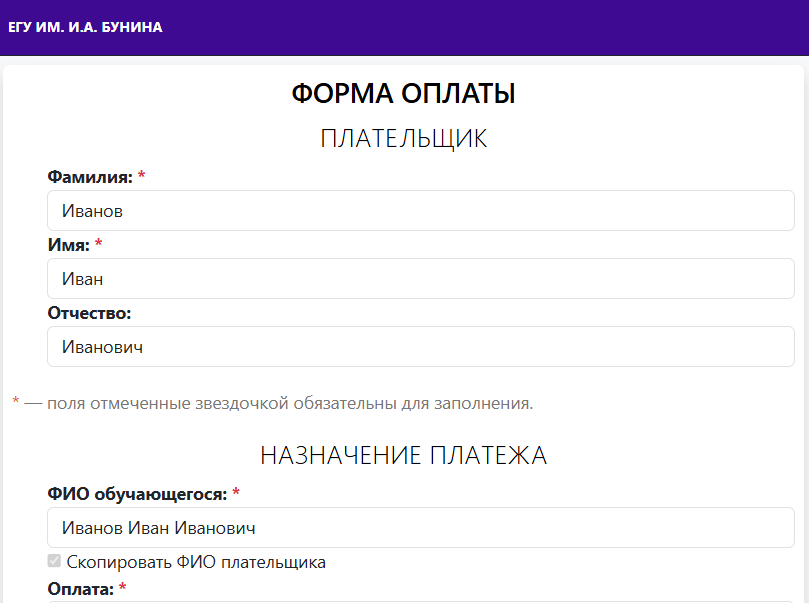 ЕГУ ИМ. И.А. БУНИНА
ФОРМА ОПЛАТЫ
ПЛАТЕЛЬЩИК
Фамилия: *
Иванов
Имя: *
Иван
Отчество:
Иванович
* — поля отмеченные звездочкой обязательны для заполнения.
НАЗНАЧЕНИЕ ПЛАТЕЖА
ФИО обучающегося: *
Иванов Иван Иванович
Скопировать ФИО плательщика
Оплата: *